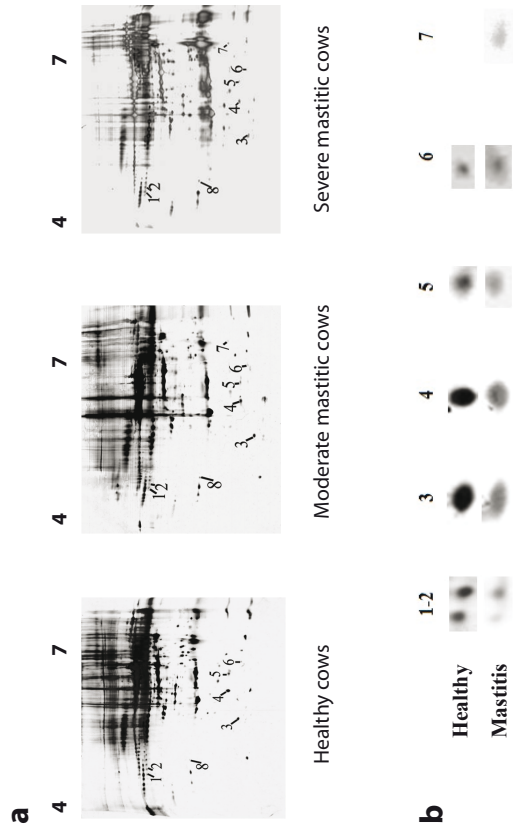 a
4 7 4 7 4 7
1 2 3 4 5 6 8
1 2 3 4 5 6 7 8
1 2 3 4 5 6 7 8
Healthy cows Moderate mastitic cows Severe mastitic cows
b
1-2 3 4 5 6 7
Healthy
Mastitis